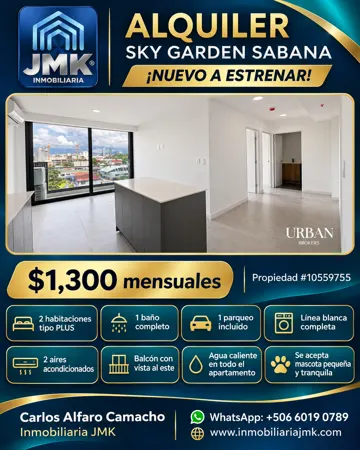 JMK
INMOBILIARIA
ALQUILER
SKY GARDEN SABANA
¡NUEVO A ESTRENAR!
URBAN
BROKERS
$1,300 mensuales
Propiedad #10559755
2 habitaciones
tipo PLUS
1 baño
completo
1 parqueo
incluido
Línea blanca
completa
2 aires
acondicionados
Balcón con
vista al este
Agua caliente
en todo el
apartamento
Se acepta
mascota pequeña
y tranquila
Carlos Alfaro Camacho
Inmobiliaria JMK
WhatsApp: +506 6019 0789
www.inmobiliariajmk.com